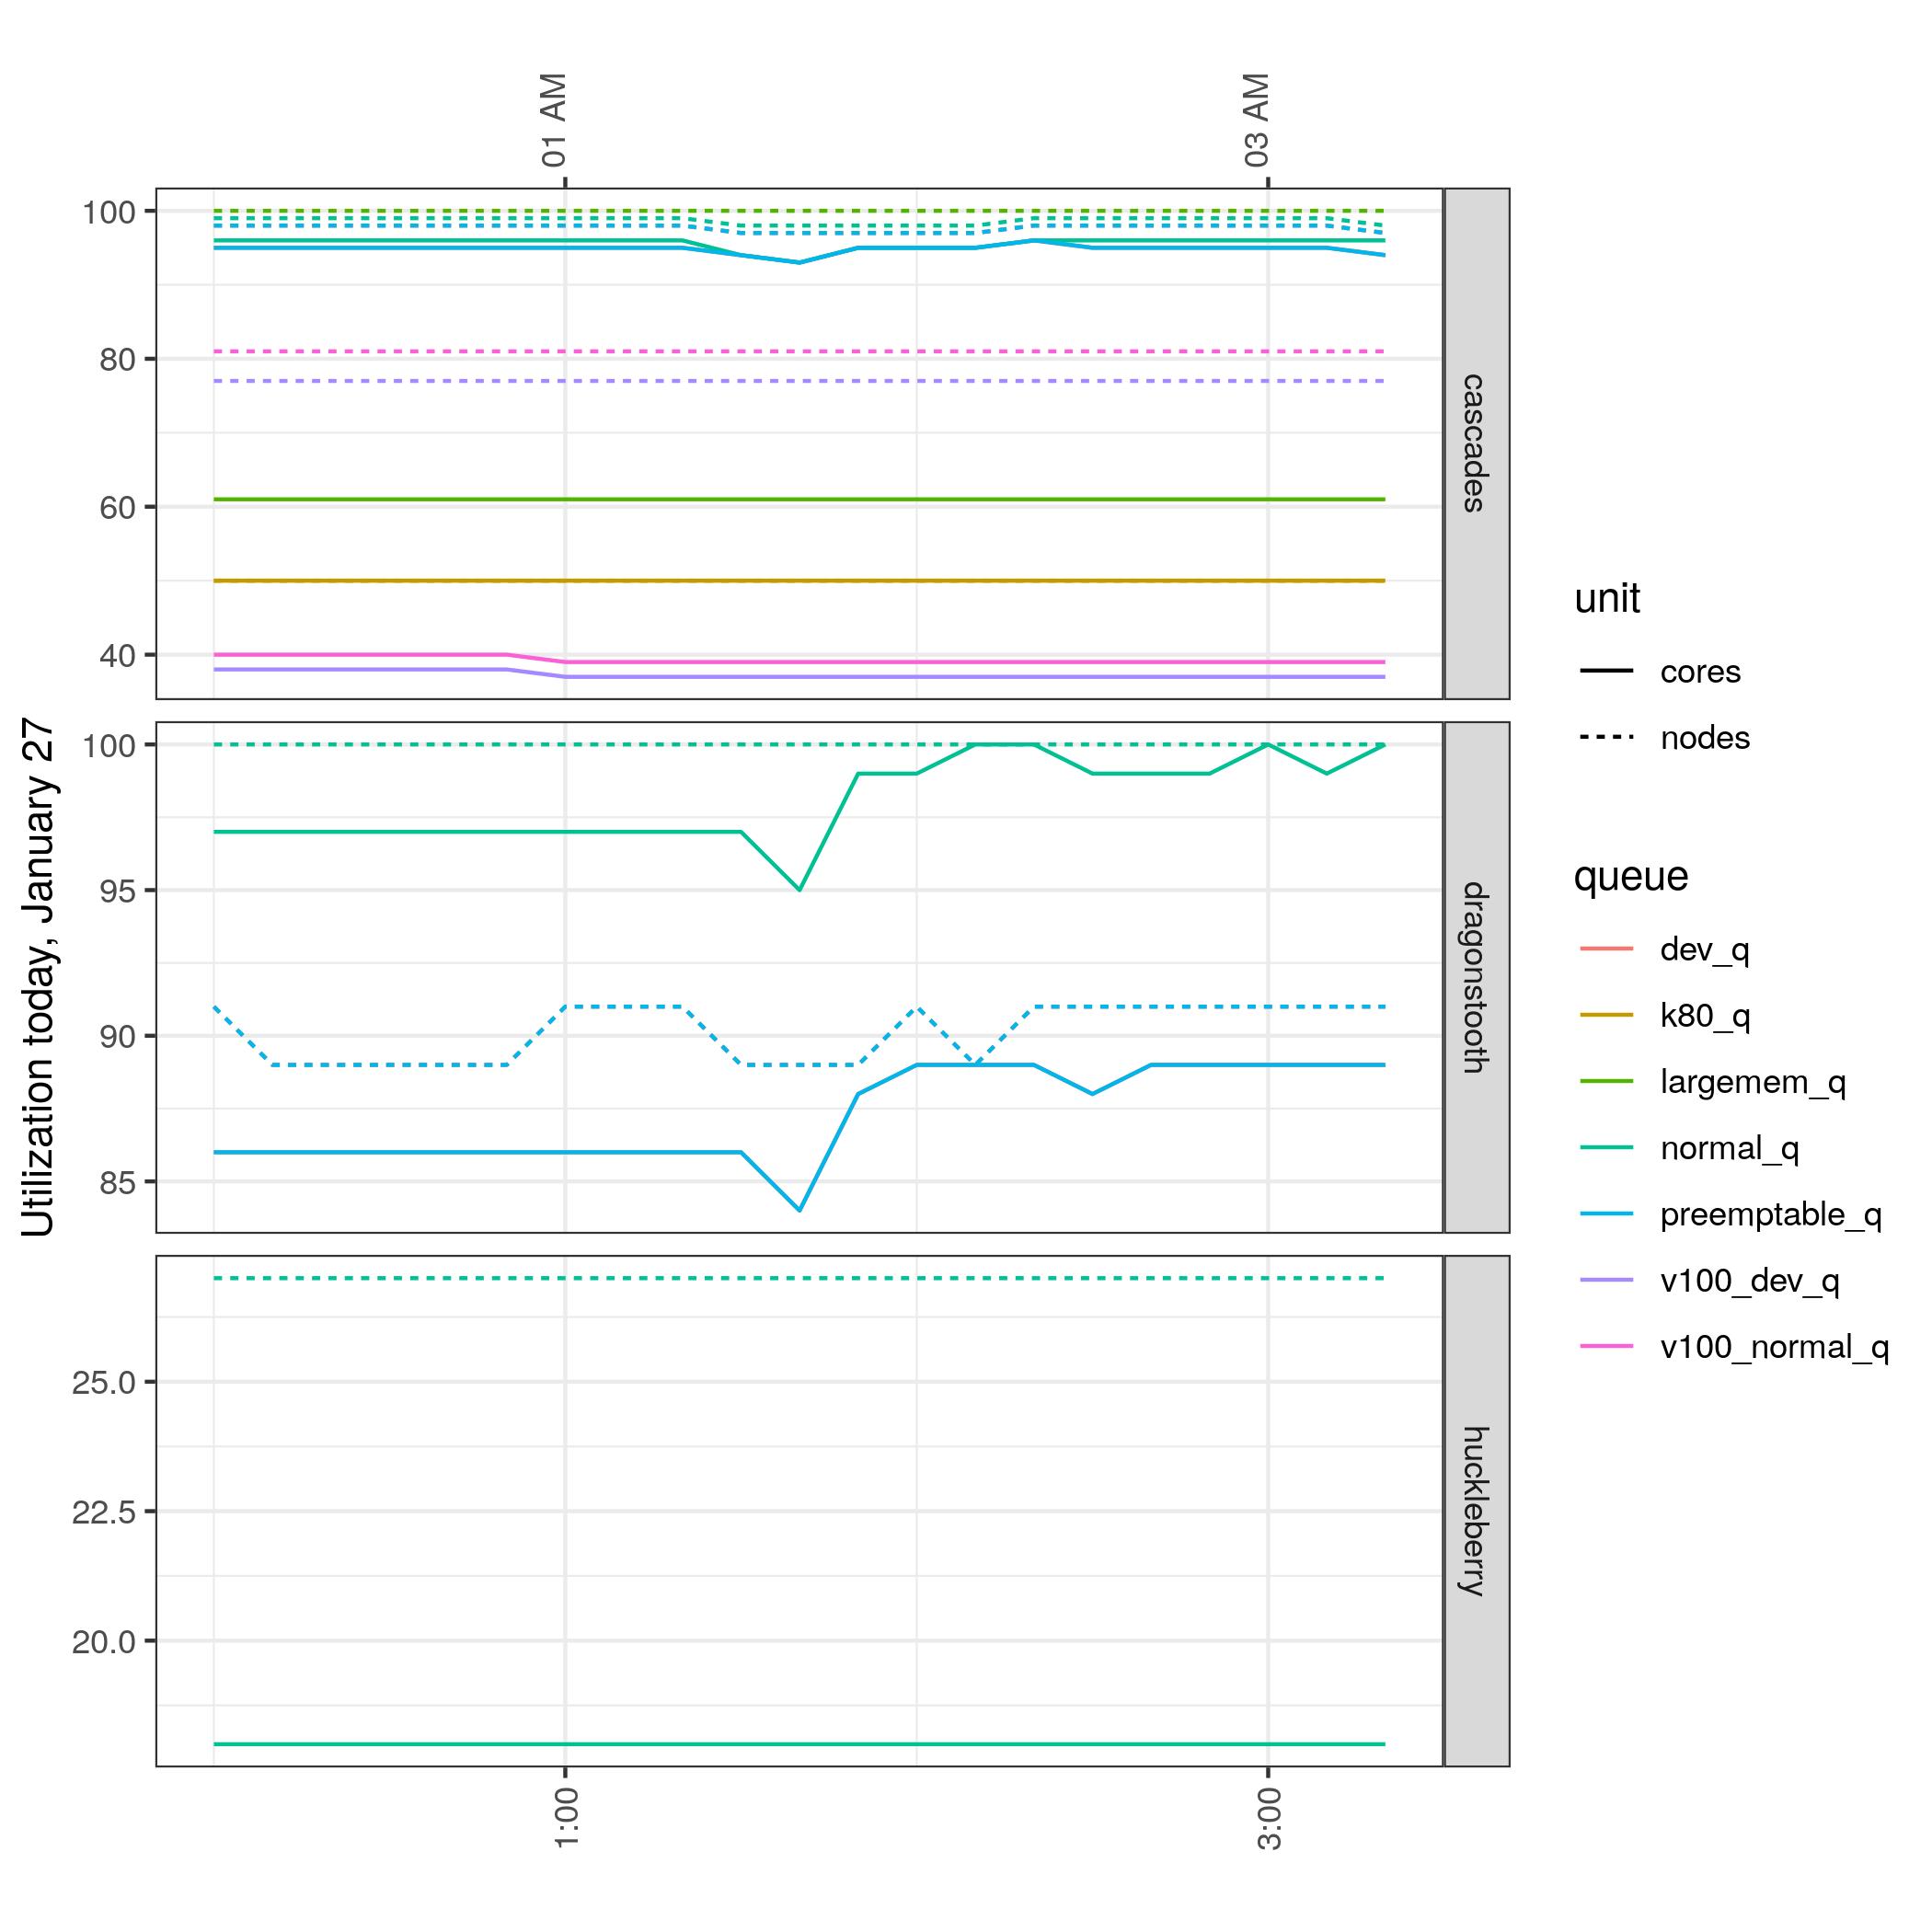 01 AM
03 AM
Utilization today, January 27
100
80
60
40
cascades
100
95
90
85
dragonstooth
25.0
22.5
20.0
huckleberry
1:00
3:00
unit
cores
nodes
queue
dev_q
k80_q
largemem_q
normal_q
preemptable_q
v100_dev_q
v100_normal_q